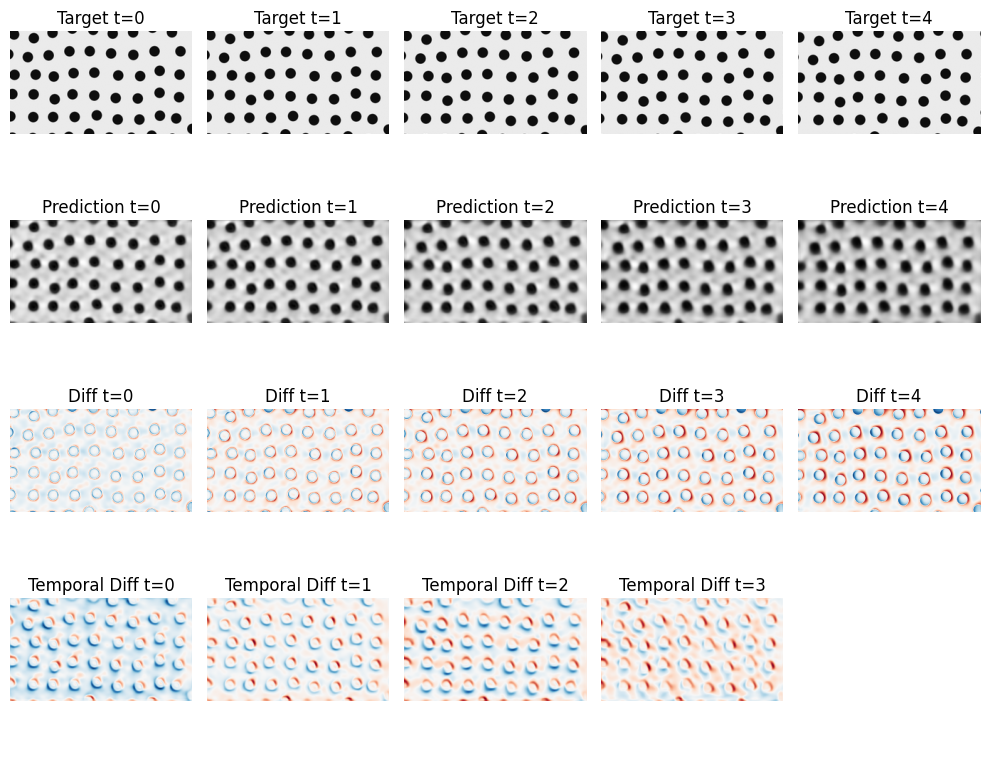 Target t=0
Target t=1
Target t=2
Target t=3
Target t=4
Prediction t=0
Prediction t=1
Prediction t=2
Prediction t=3
Prediction t=4
Diff t=0
Diff t=1
Diff t=2
Diff t=3
Diff t=4
Temporal Diff t=0
Temporal Diff t=1
Temporal Diff t=2
Temporal Diff t=3